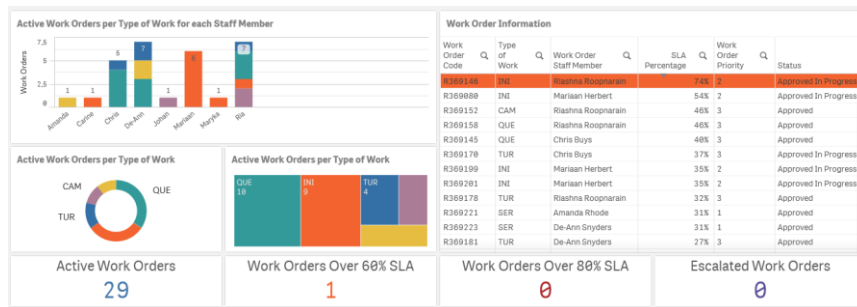 Active Work Orders per Type of Work for each Staff Member
Work Orders
7,5
5
2,5
0
1
1
5
7
1
6
1
7
Amanda
Carine
Chris
De-Ann
Johan
Mariaan
Maryke
Ria
Active Work Orders per Type of Work
CAM
QUE
TUR
Active Work Orders per Type of Work
QUE
10
INI
9
TUR
4
Work Order Information
Work Order Code
Type of Work
Work Order Staff Member
SLA Percentage
Work Order Priority
Status
R369146 INI Riashna Roopnarain 74% 2 Approved In Progress
R369080 INI Mariaan Herbert 54% 2 Approved In Progress
R369152 CAM Riashna Roopnarain 46% 3 Approved
R369158 QUE Riashna Roopnarain 46% 3 Approved
R369145 QUE Chris Buys 40% 3 Approved
R369170 TUR Chris Buys 37% 3 Approved In Progress
R369199 INI Mariaan Herbert 35% 2 Approved In Progress
R369201 INI Mariaan Herbert 35% 2 Approved In Progress
R369178 TUR Riashna Roopnarain 32% 3 Approved
R369221 SER Amanda Rhode 31% 1 Approved
R369223 SER De-Ann Snyders 31% 1 Approved
R369181 TUR De-Ann Snyders 27% 3 Approved
Active Work Orders
29
Work Orders Over 60% SLA
1
Work Orders Over 80% SLA
0
Escalated Work Orders
0